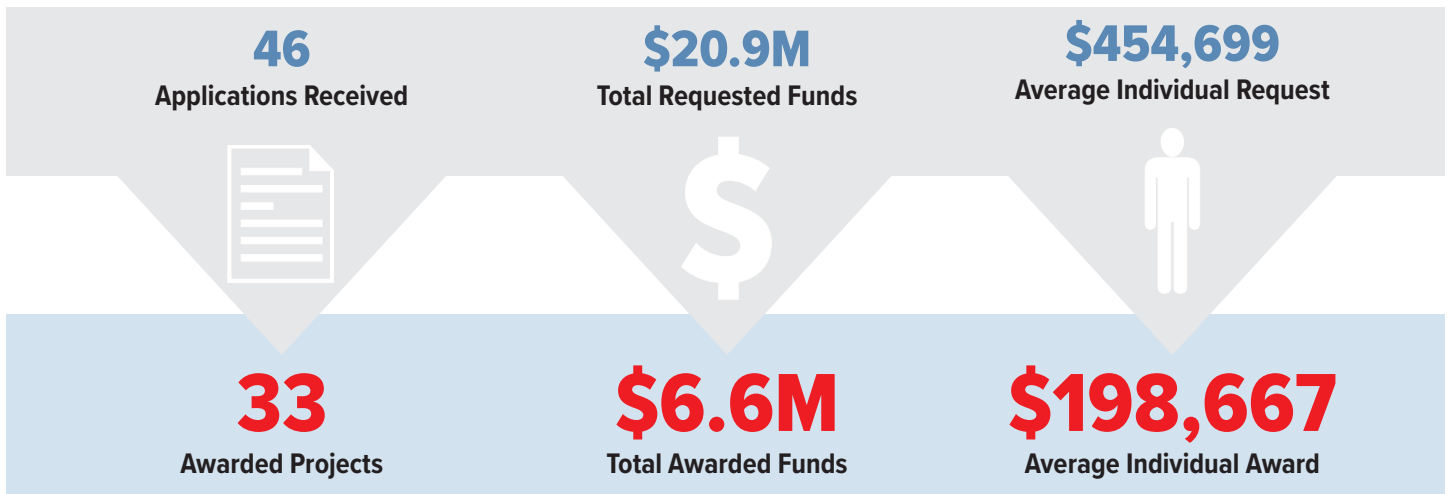 46
Applications Received
$20.9M
Total Requested Funds
$454,699
Average Individual Request
$
33
Awarded Projects
$6.6M
Total Awarded Funds
$198,667
Average Individual Award